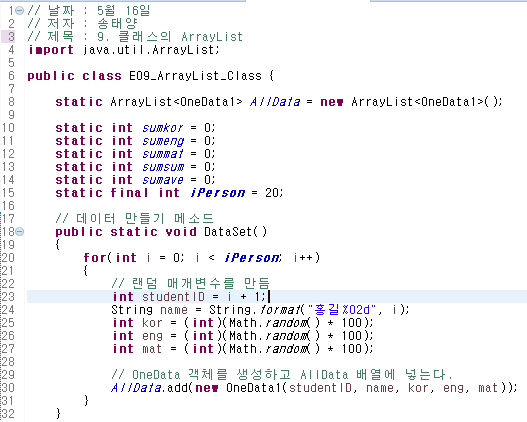 1 // 날짜 : 5월 16일
2 // 저자 : 송태양
3 // 제목 : 9. 클래스의 ArrayList
4 import java.util.ArrayList;
5
6 public class E09_ArrayList_Class {
7
8 static ArrayList<OneData1> AllData = new ArrayList<OneData1>();
9
10 static int sumkor = 0;
11 static int sumeng = 0;
12 static int summat = 0;
13 static int sumsum = 0;
14 static int sumave = 0;
15 static final int iPerson = 20;
16
17 // 데이터 만들기 메소드
18 public static void DataSet()
19 {
20 for(int i = 0; i < iPerson; i++)
21 {
22 // 랜덤 매개변수를 만듬
23 int studentID = i + 1;
24 String name = String.format("홍길%02d", i);
25 int kor = (int)(Math.random() * 100);
26 int eng = (int)(Math.random() * 100);
27 int mat = (int)(Math.random() * 100);
28
29 // OneData 객체를 생성하고 AllData 배열에 넣는다.
30 AllData.add(new OneData1(studentID, name, kor, eng, mat));
31 }
32 }